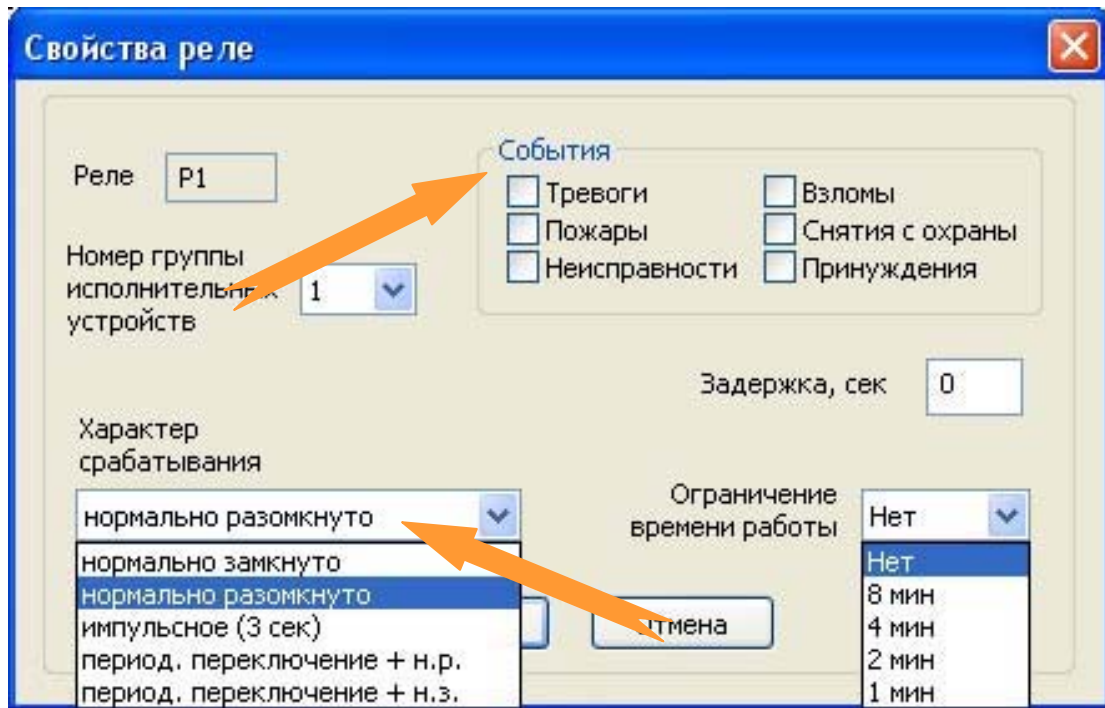 Свойства реле
Реле P1
События
Тревоги
Взломы
Пожары
Снятия с охраны
Неисправности
Принуждения
Номер группы
исполнительных 1
устройств
Задержка, сек 0
Характер
срабатывания
нормально разомкнуто
нормально замкнуто
нормально разомкнуто
импульсное (3 сек)
период. переключение + н.р.
период. переключение + н.з.
Ограничение
времени работы
Нет
Нет
8 мин
4 мин
2 мин
1 мин
Отмена